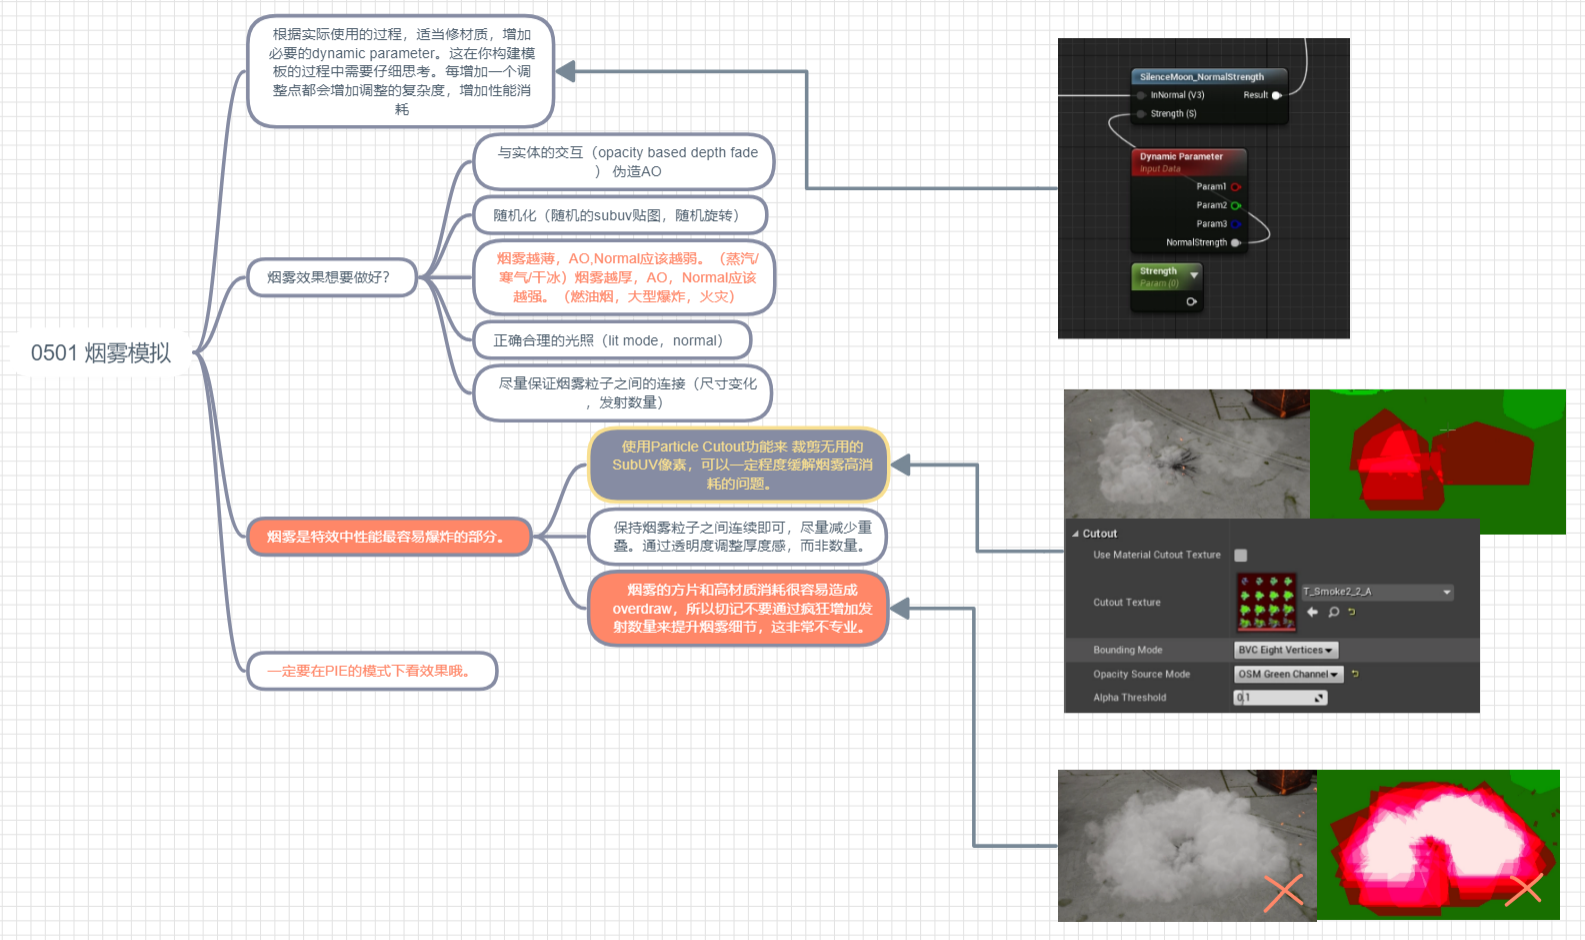 根据实际使用的过程，适当修材质，增加
必要的dynamic parameter。这在你构建模
板的过程中需要仔细思考。每增加一个调
整点都会增加调整的复杂度，增加性能消
耗
与实体的交互（opacity based depth fade
） 伪造AO
随机化（随机的subuv贴图，随机旋转）
烟雾效果想要做好？
烟雾越薄，AO,Normal应该越弱。（蒸汽/
寒气/干冰）烟雾越厚，AO，Normal应该
越强。（燃油烟，大型爆炸，火灾）
正确合理的光照（lit mode，normal）
尽量保证烟雾粒子之间的连接（尺寸变化
，发射数量）
0501 烟雾模拟
使用Particle Cutout功能来 裁剪无用的
SubUV像素，可以一定程度缓解烟雾高消
耗的问题。
烟雾是特效中性能最容易爆炸的部分。
保持烟雾粒子之间连续即可，尽量减少重
叠。通过透明度调整厚度感，而非数量。
烟雾的方片和高材质消耗很容易造成
overdraw，所以切记不要通过疯狂增加发
射数量来提升烟雾细节，这非常不专业。
一定要在PIE的模式下看效果哦。
SilenceMoon_NormalStrength
InNormal (V3) Result
Strength (S)
Dynamic Parameter
Input Data
Param1
Param2
Param3
NormalStrength
Strength
Param (0)
Cutout
Use Material Cutout Texture
Cutout Texture T_Smoke2_2_A
Bounding Mode BVC Eight Vertices
Opacity Source Mode OSM Green Channel
Alpha Threshold 0.1